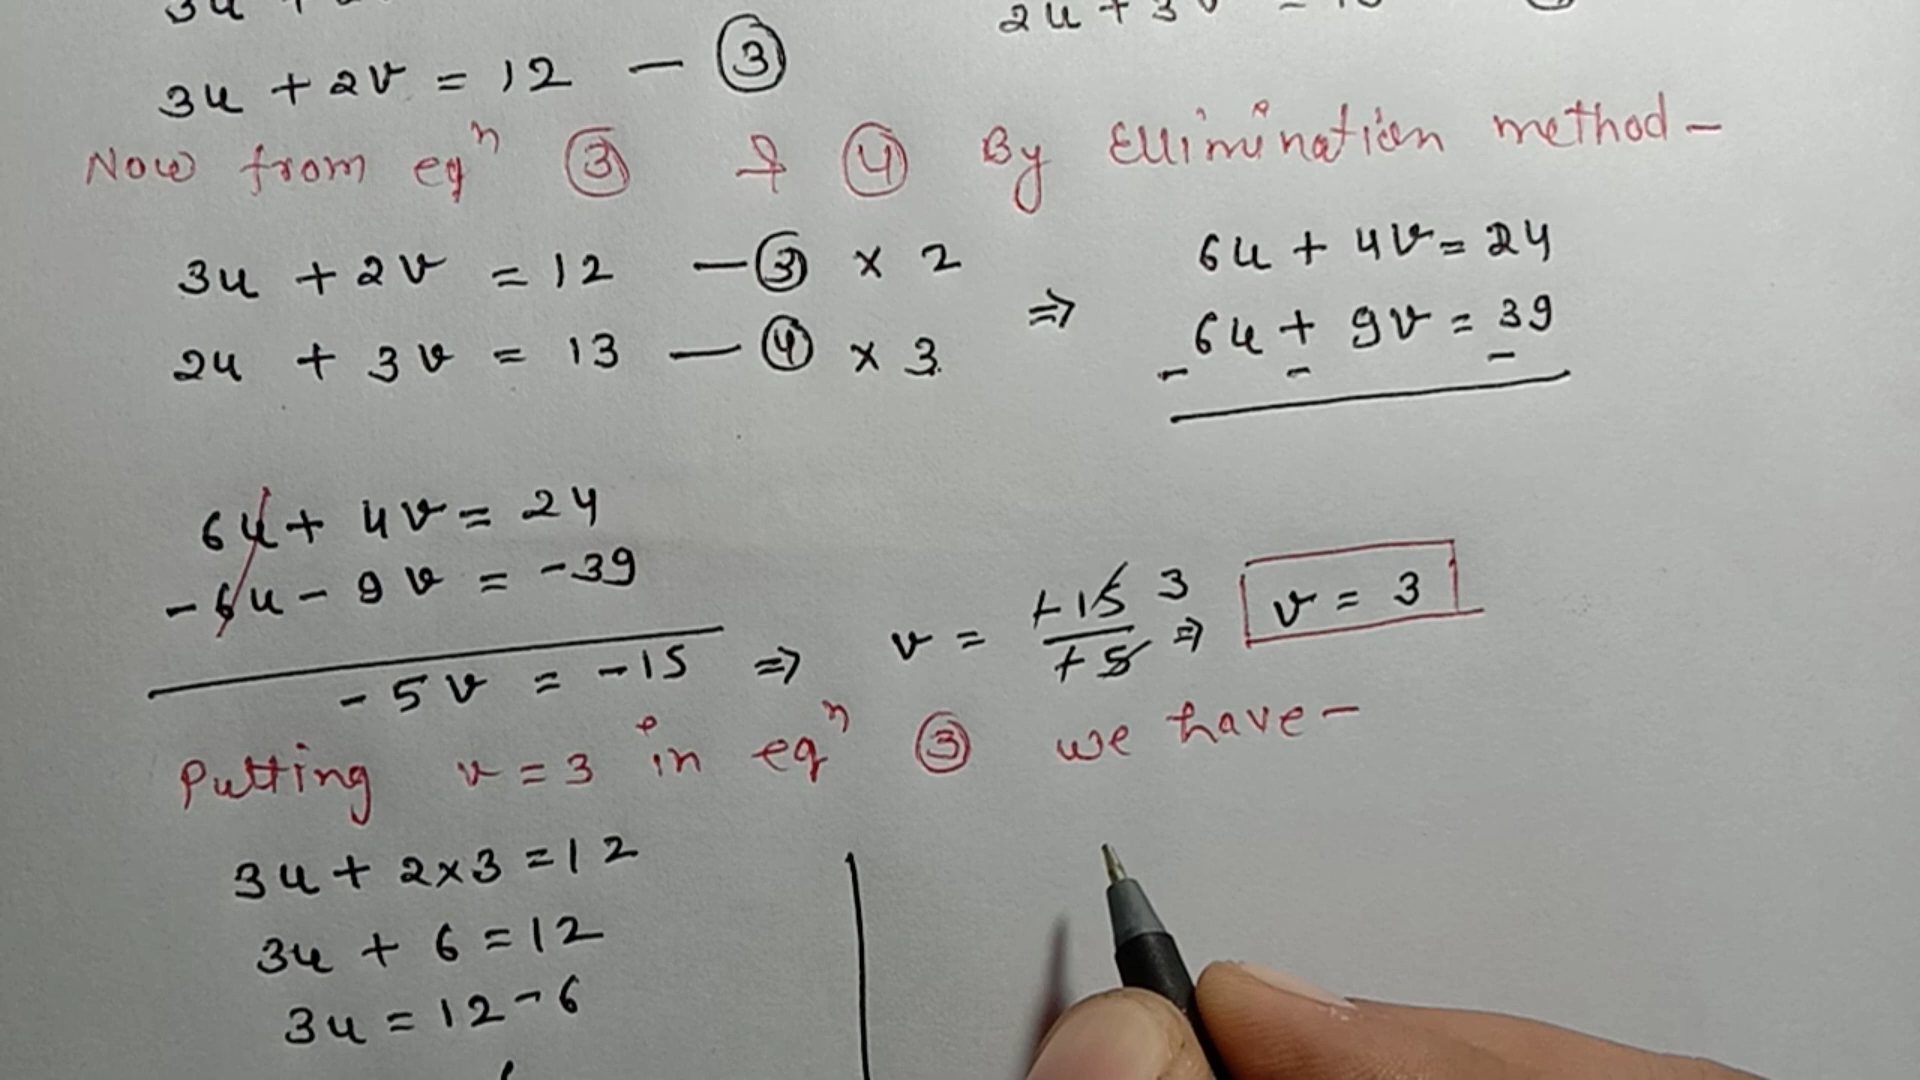 3u + 2v = 12 — ③
Now from eqⁿ ③ & ④ By Ellimination method -
3u + 2v = 12 — ③ × 2
2u + 3v = 13 — ④ × 3
⇒
6u + 4v = 24
6u + 9v = 39
- - -
6u + 4v = 24
-6u - 9v = -39
-5v = -15 ⇒ v = +15/+5 3 ⇒ v = 3
Putting v = 3 in eqⁿ ③ we have -
3u + 2×3 = 12
3u + 6 = 12
3u = 12 - 6